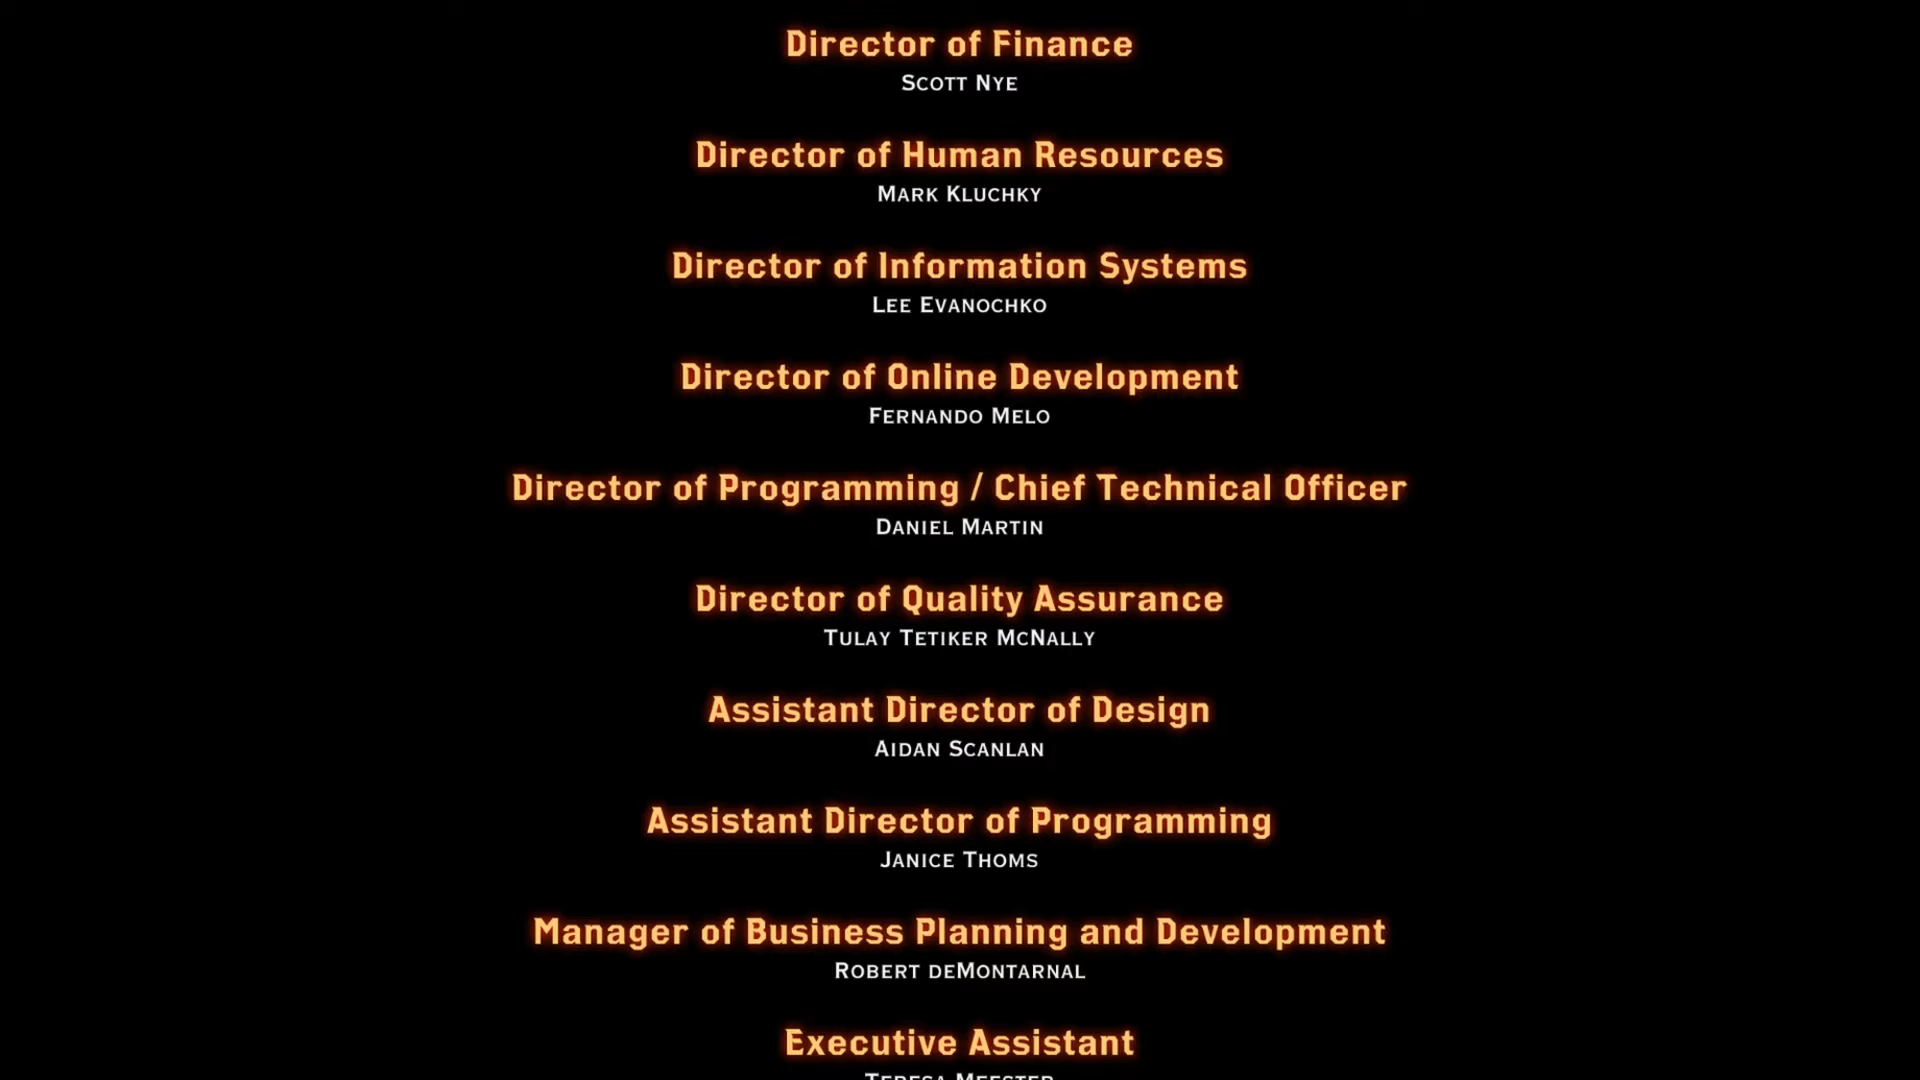 Director of Finance
Scott Nye
Director of Human Resources
Mark Kluchky
Director of Information Systems
Lee Evanochko
Director of Online Development
Fernando Melo
Director of Programming / Chief Technical Officer
Daniel Martin
Director of Quality Assurance
Tulay Tetiker McNally
Assistant Director of Design
Aidan Scanlan
Assistant Director of Programming
Janice Thoms
Manager of Business Planning and Development
Robert deMontarnal
Executive Assistant
Teresa Meester